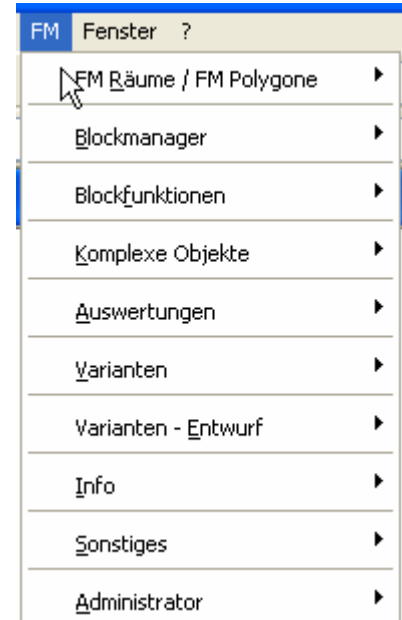 FM Fenster ?
FM Räume / FM Polygone
Blockmanager
Blockfunktionen
Komplexe Objekte
Auswertungen
Varianten
Varianten - Entwurf
Info
Sonstiges
Administrator